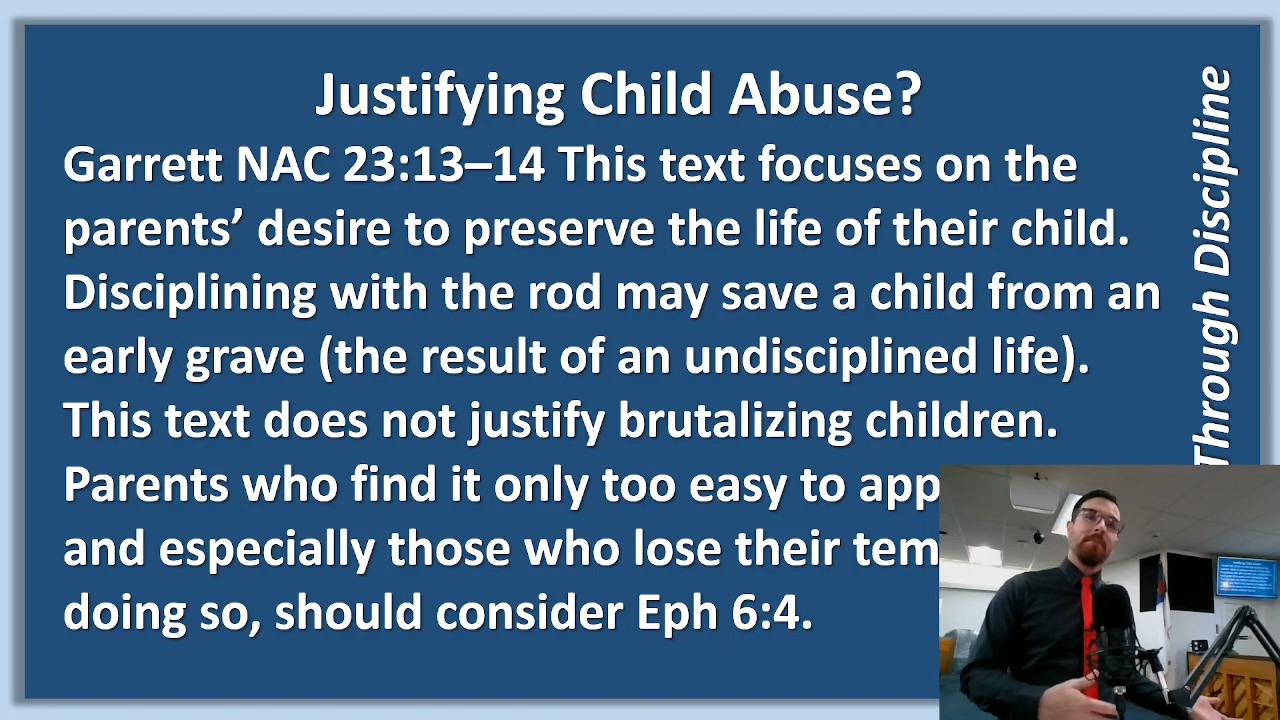 Justifying Child Abuse?
Garrett NAC 23:13–14 This text focuses on the
parents’ desire to preserve the life of their child.
Disciplining with the rod may save a child from an
early grave (the result of an undisciplined life).
This text does not justify brutalizing children.
Parents who find it only too easy to app
and especially those who lose their tem
doing so, should consider Eph 6:4.
Through Discipline